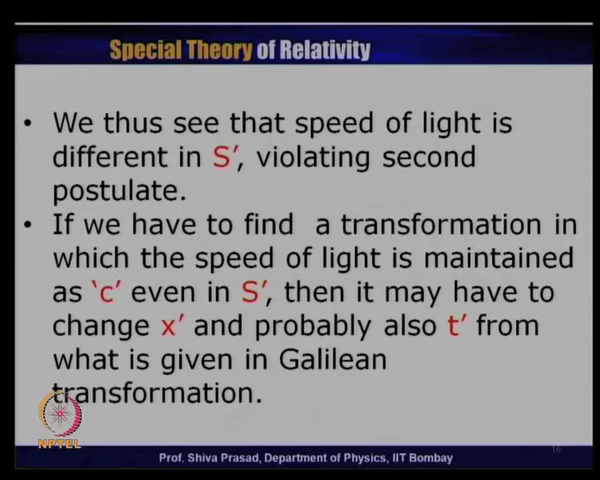 Special Theory of Relativity
• We thus see that speed of light is
different in S’, violating second
postulate.
• If we have to find a transformation in
which the speed of light is maintained
as ‘c’ even in S’, then it may have to
change x’ and probably also t’ from
what is given in Galilean
transformation.
NPTEL
Prof. Shiva Prasad, Department of Physics, IIT Bombay
16